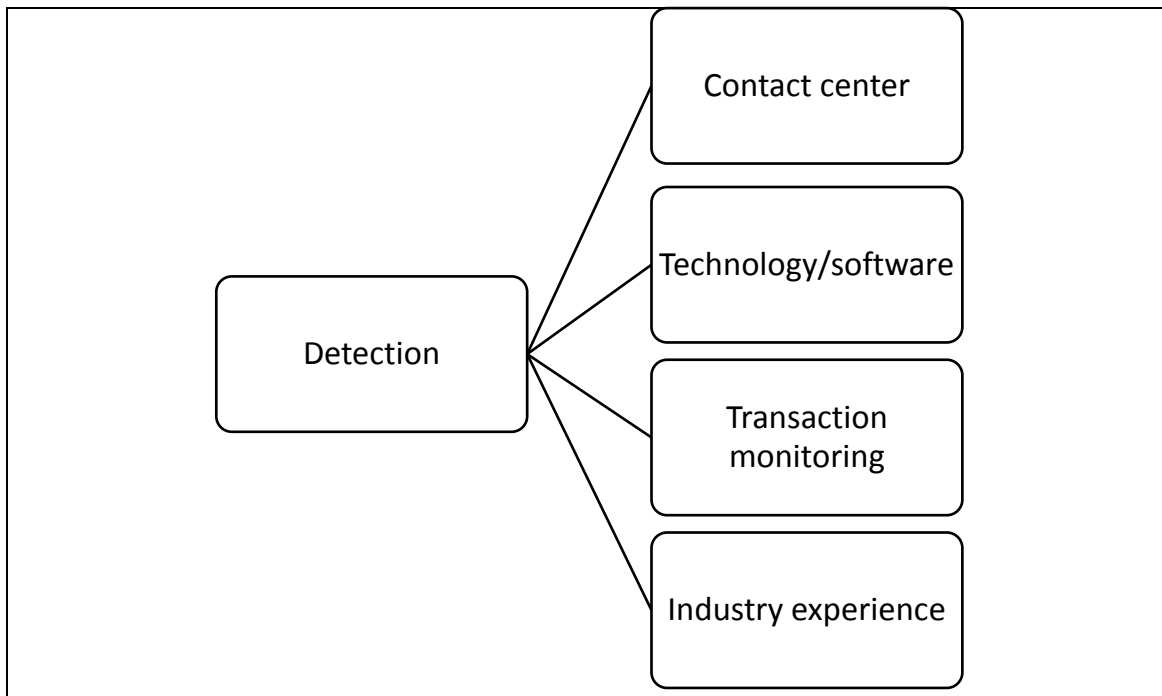 Contact center
Technology/software
Detection
Transaction
monitoring
Industry experience